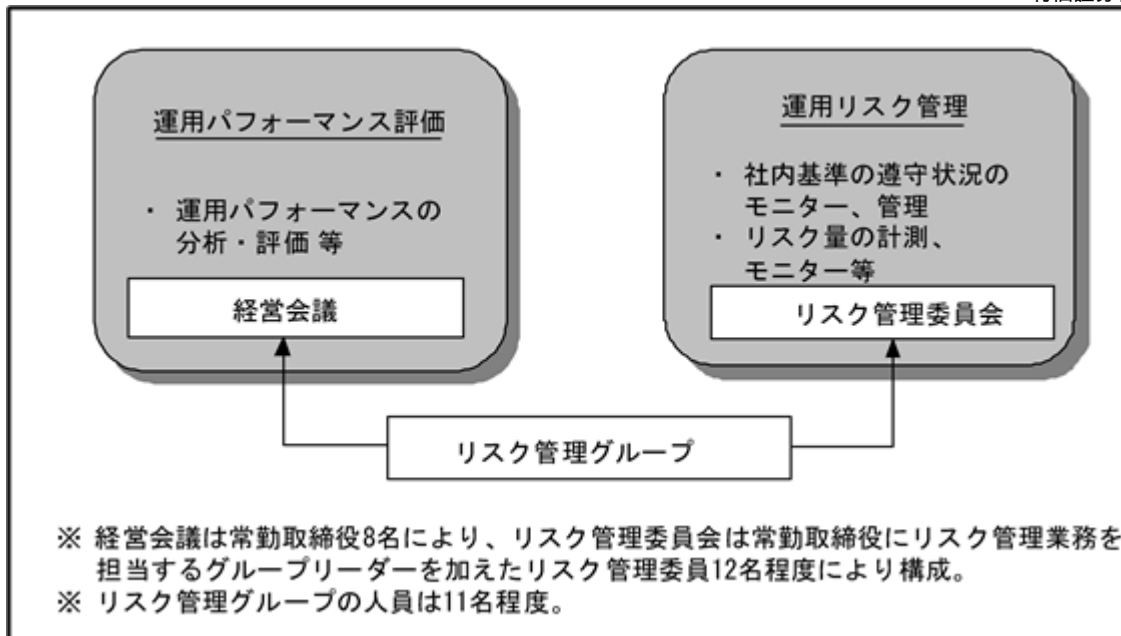 運用パフォーマンス評価
・ 運用パフォーマンスの
分析・評価 等
経営会議
運用リスク管理
・ 社内基準の遵守状況の
モニター、管理
・ リスク量の計測、
モニター等
リスク管理委員会
リスク管理グループ
※ 経営会議は常勤取締役8名により、リスク管理委員会は常勤取締役にリスク管理業務を
担当するグループリーダーを加えたリスク管理委員12名程度により構成。
※ リスク管理グループの人員は11名程度。